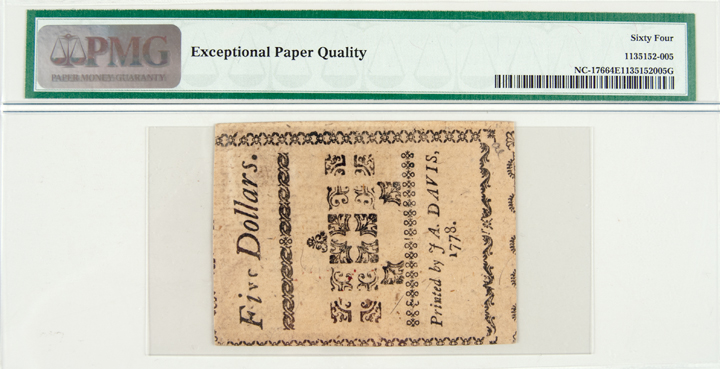 PMG
PAPER MONEY GUARANTY
Exceptional Paper Quality
Sixty Four
1135152-005
NC-17664E1135152005G
Five Dollars.
Printed by J A. DAVIS,
1778.